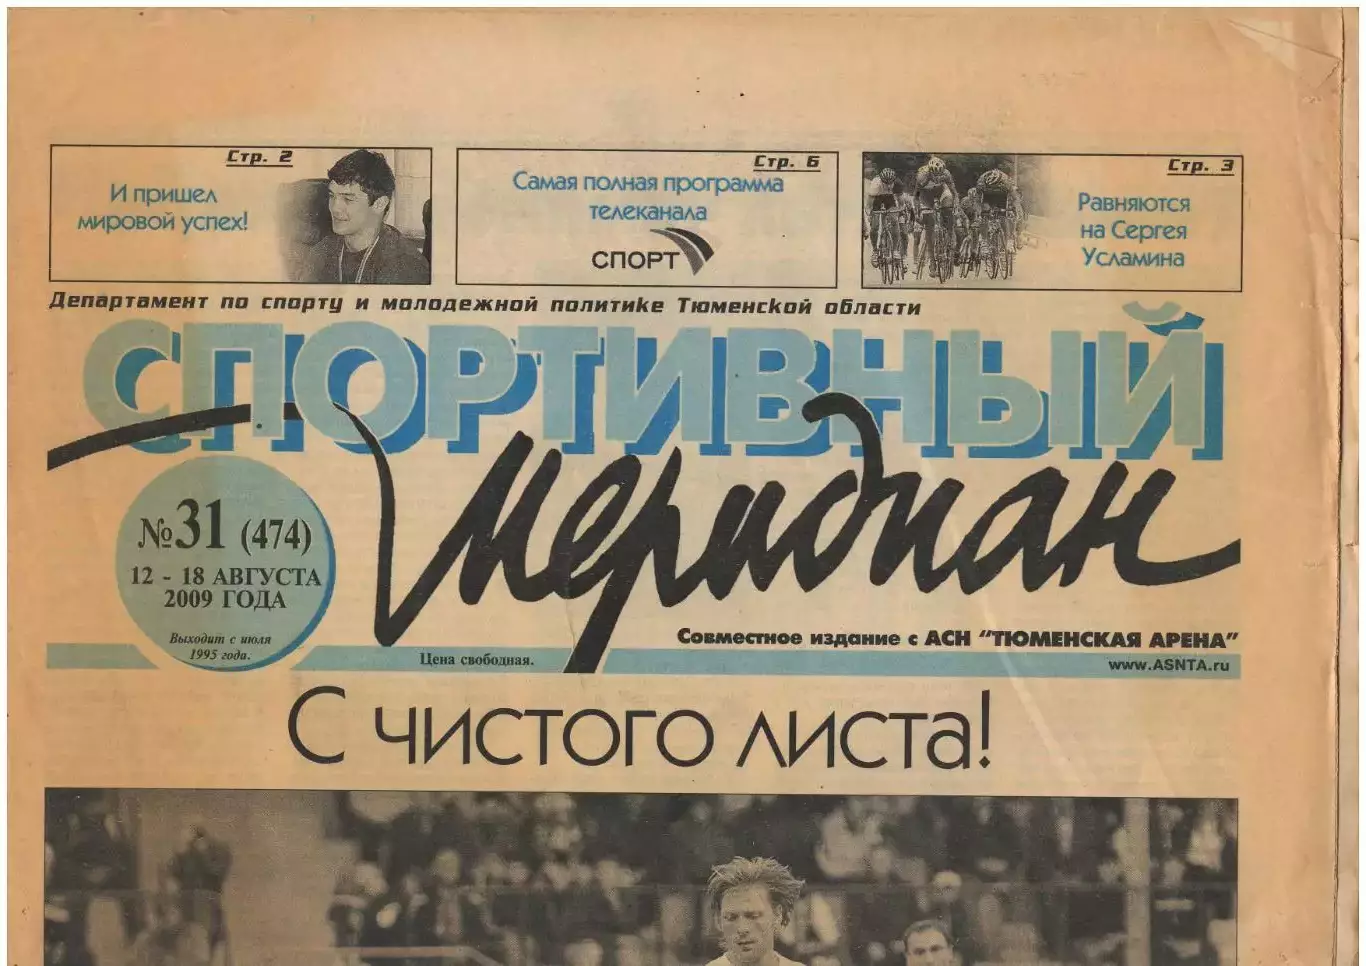 Стр. 2
И пришел
мировой успех!
Стр. 6
Самая полная программа
телеканала
СПОРТ
Стр. 3
Равняются
на Сергея
Усламина
Департамент по спорту и молодежной политике Тюменской области
СПОРТИВНЫЙ
Меридиан
№31 (474)
12 - 18 АВГУСТА
2009 ГОДА
Выходит с июля
1995 года.
Совместное издание с АСН "ТЮМЕНСКАЯ АРЕНА"
Цена свободная.
www.ASNTA.ru
С чистого листа!